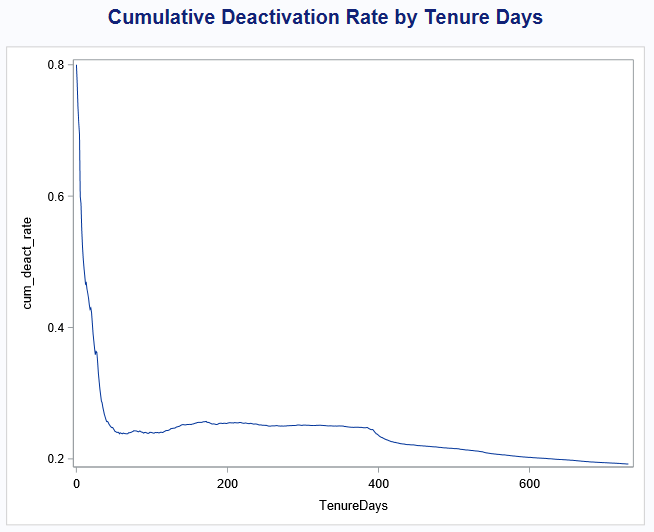 Cumulative Deactivation Rate by Tenure Days
0.8
0.6
0.4
0.2
cum_deact_rate
0 200 400 600
TenureDays